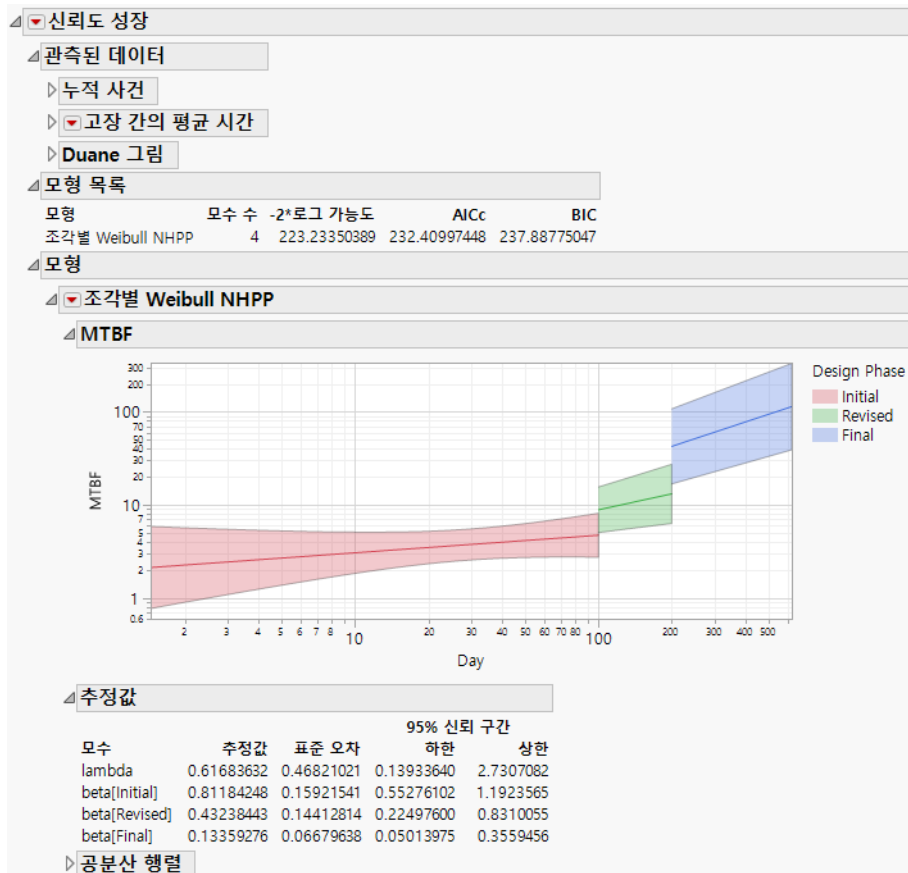 신뢰도 성장
관측된 데이터
누적 사건
고장 간의 평균 시간
Duane 그림
모형 목록
모형 모수 수 -2*로그 가능도 AICc BIC
조각별 Weibull NHPP 4 223.23350389 232.40997448 237.88775047
모형
조각별 Weibull NHPP
MTBF
300
200
100
70
50
40
30
20
10
7
5
4
3
2
1
0.6
MTBF
2 3 4 5 6 7 8 10 20 30 40 50 60 70 80 100 200 300 400 500
Day
Design Phase
Initial
Revised
Final
추정값
95% 신뢰 구간
모수 추정값 표준 오차 하한 상한
lambda 0.61683632 0.46821021 0.13933640 2.7307082
beta[Initial] 0.81184248 0.15921541 0.55276102 1.1923565
beta[Revised] 0.43238443 0.14412814 0.22497600 0.8310055
beta[Final] 0.13359276 0.06679638 0.05013975 0.3559456
공분산 행렬